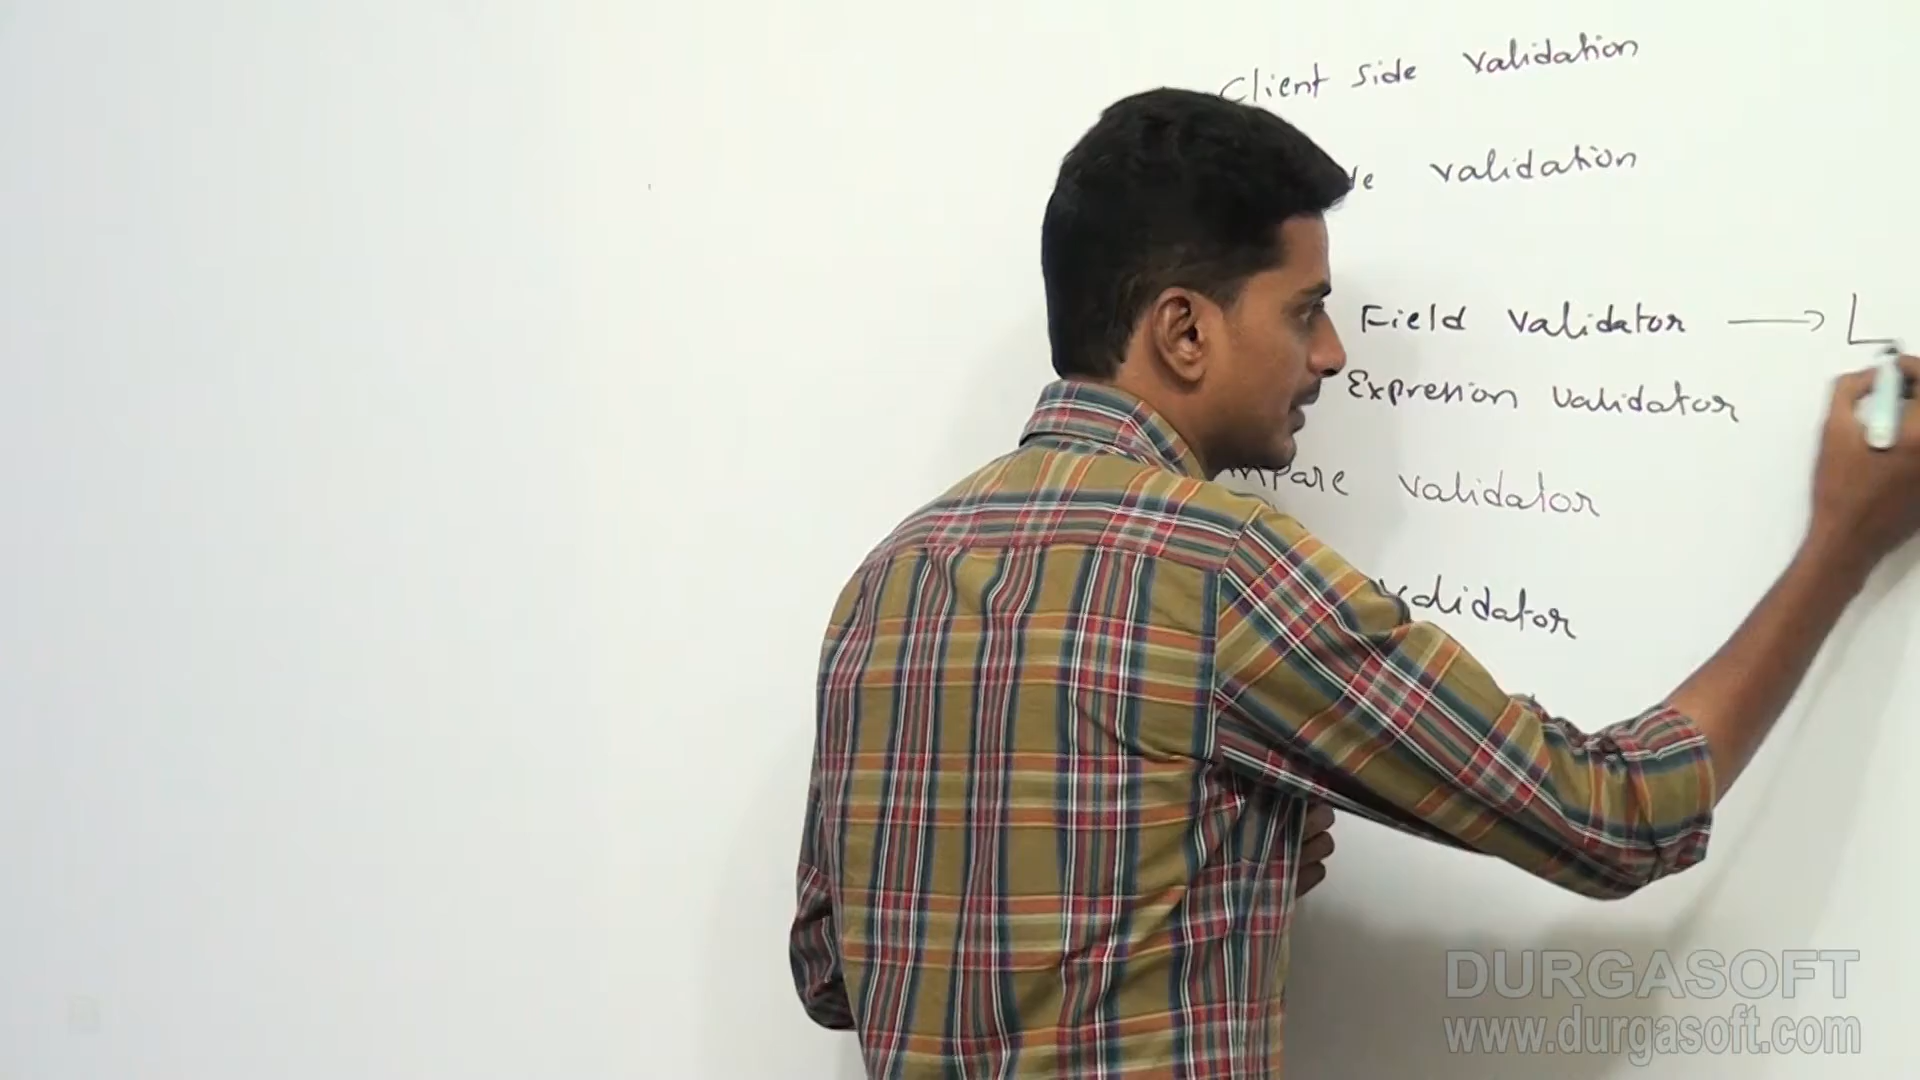 Client side validation
validation
Field validator
Expresion validator
validator
validator
DURGASOFT
www.durgasoft.com